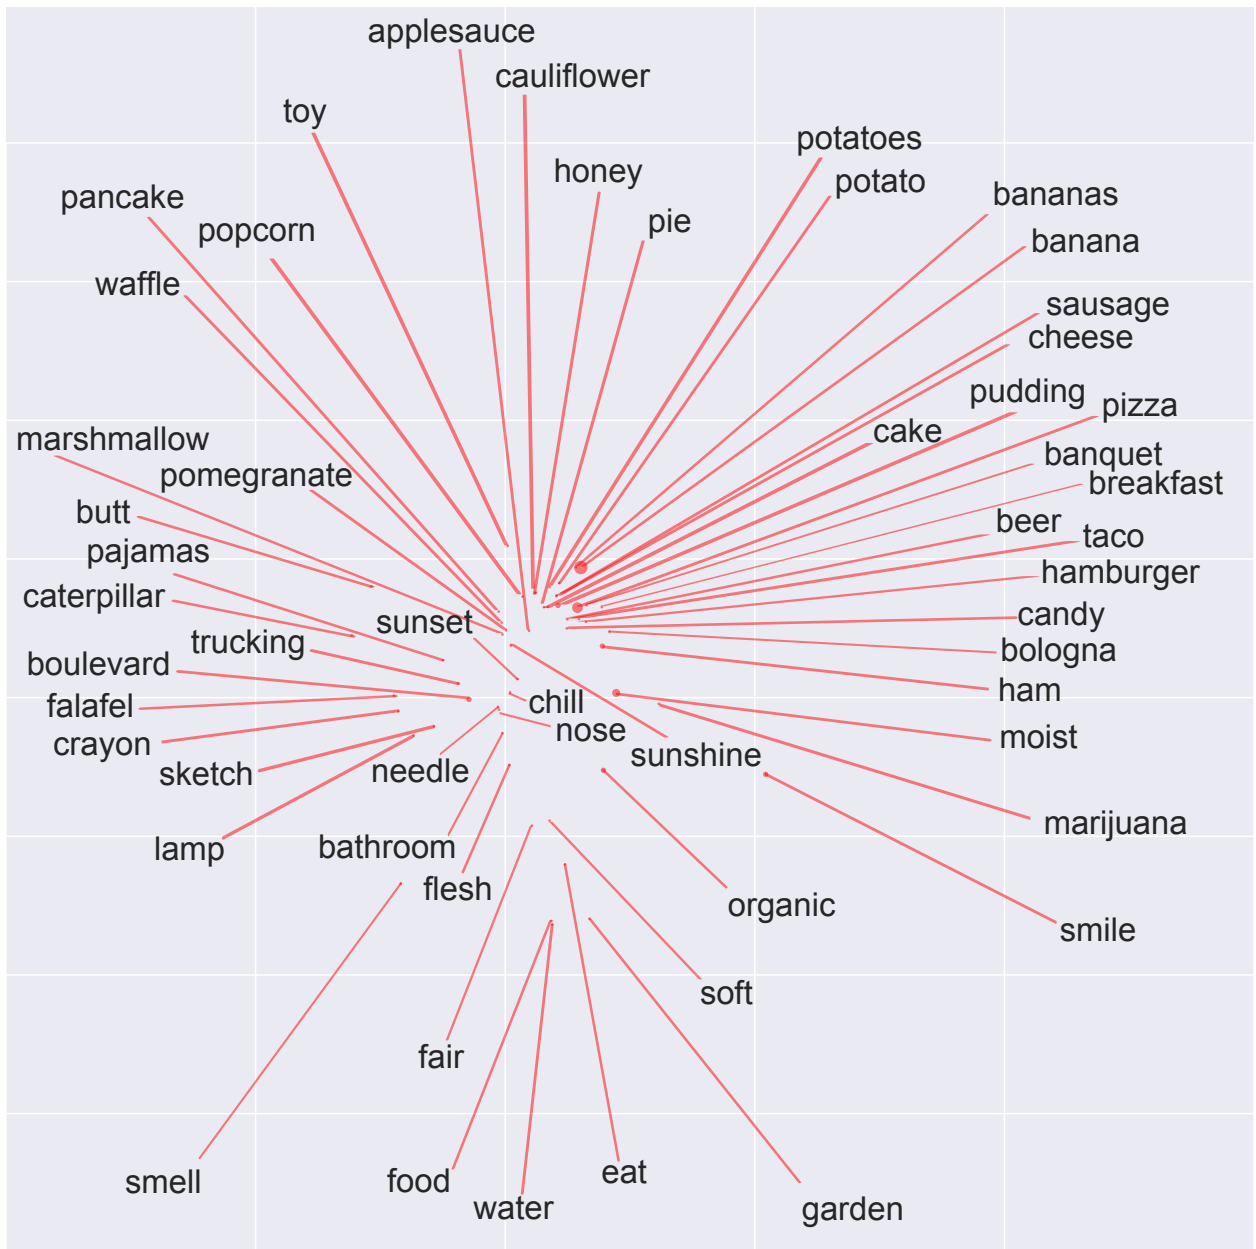 applesauce
cauliflower
toy
potatoes
honey
potato
pancake
bananas
popcorn
pie
banana
waffle
sausage
cheese
pudding
pizza
cake
marshmallow
pomegranate
banquet
breakfast
butt
beer
taco
pajamas
hamburger
caterpillar
candy
sunset
trucking
bologna
boulevard
ham
falafel
chill
nose
moist
crayon
sunshine
sketch
needle
marijuana
lamp
bathroom
flesh
organic
smile
soft
fair
smell
food
eat
water
garden